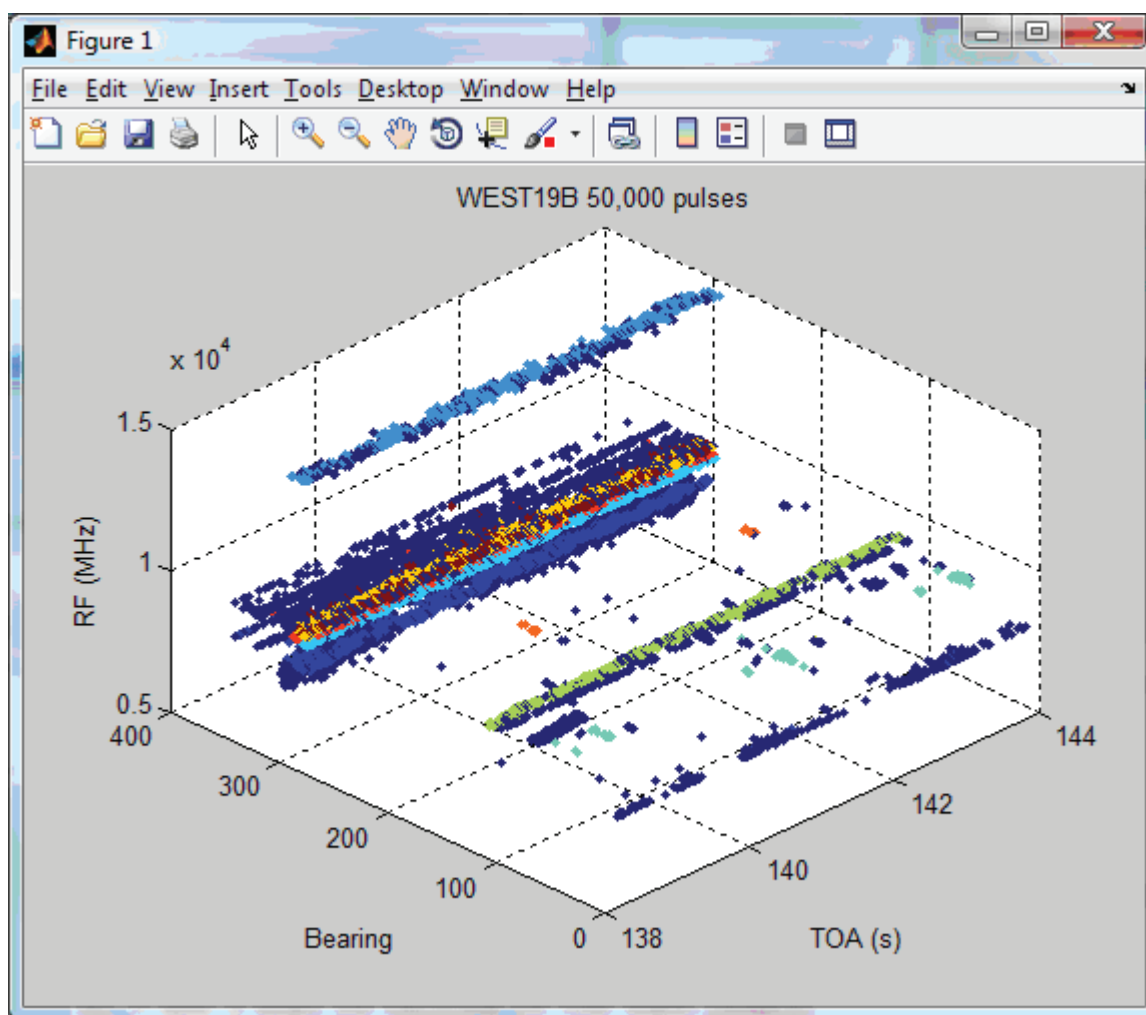 Figure 1
File Edit View Insert Tools Desktop Window Help
WEST19B 50,000 pulses
x 10^4
1.5
1
0.5
RF (MHz)
400
300
200
100
0
Bearing
138
140
142
144
TOA (s)